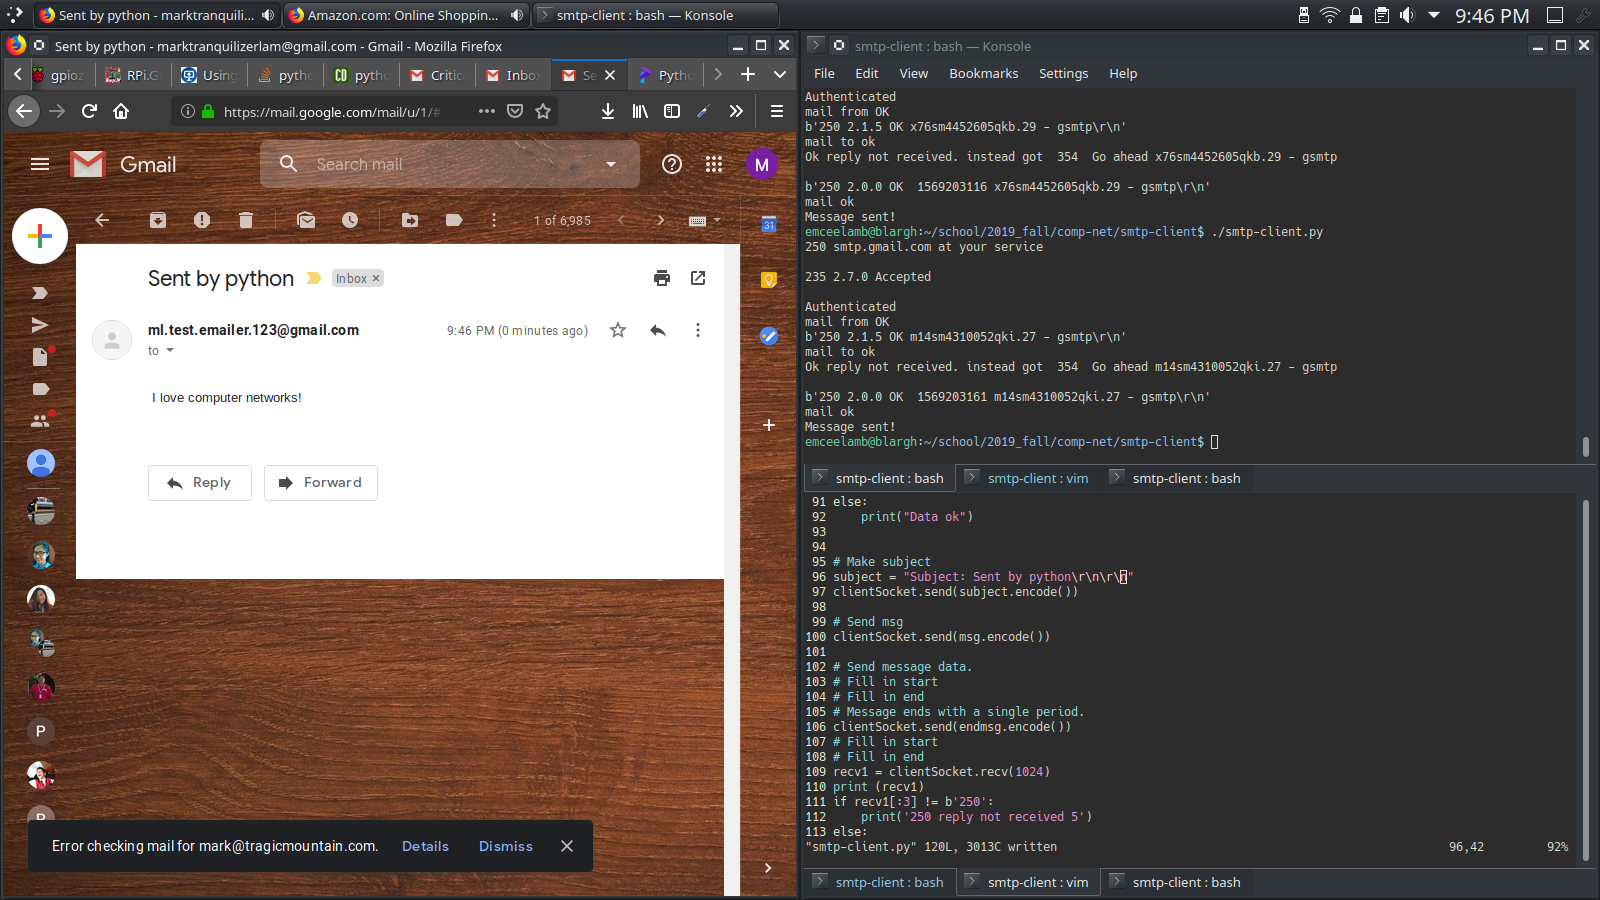 Sent by python - marktranquili...
Amazon.com: Online Shoppin...
smtp-client : bash — Konsole
9:46 PM
Sent by python - marktranquilizerlam@gmail.com - Gmail - Mozilla Firefox
gpioz
RPi.G
Using
pytho
pytho
Critic
Inbo
Se
Pytho
https://mail.google.com/mail/u/1/#
Gmail
Search mail
M
1 of 6,985
31
Sent by python
Inbox ×
ml.test.emailer.123@gmail.com
9:46 PM (0 minutes ago)
to
I love computer networks!
Reply
Forward
P
P
Error checking mail for mark@tragicmountain.com.
Details
Dismiss
smtp-client : bash — Konsole
File Edit View Bookmarks Settings Help
Authenticated
mail from OK
b'250 2.1.5 OK x76sm4452605qkb.29 - gsmtp\r\n'
mail to ok
Ok reply not received. instead got  354  Go ahead x76sm4452605qkb.29 - gsmtp
b'250 2.0.0 OK  1569203116 x76sm4452605qkb.29 - gsmtp\r\n'
mail ok
Message sent!
emceelamb@blargh:~/school/2019_fall/comp-net/smtp-client$ ./smtp-client.py
250 smtp.gmail.com at your service
235 2.7.0 Accepted
Authenticated
mail from OK
b'250 2.1.5 OK m14sm4310052qki.27 - gsmtp\r\n'
mail to ok
Ok reply not received. instead got  354  Go ahead m14sm4310052qki.27 - gsmtp
b'250 2.0.0 OK  1569203161 m14sm4310052qki.27 - gsmtp\r\n'
mail ok
Message sent!
emceelamb@blargh:~/school/2019_fall/comp-net/smtp-client$
smtp-client : bash
smtp-client : vim
smtp-client : bash
91 else:
92     print("Data ok")
93
94
95 # Make subject
96 subject = "Subject: Sent by python\r\n\r\n"
97 clientSocket.send(subject.encode())
98
99 # Send msg
100 clientSocket.send(msg.encode())
101
102 # Send message data.
103 # Fill in start
104 # Fill in end
105 # Message ends with a single period.
106 clientSocket.send(endmsg.encode())
107 # Fill in start
108 # Fill in end
109 recv1 = clientSocket.recv(1024)
110 print (recv1)
111 if recv1[:3] != b'250':
112     print('250 reply not received 5')
113 else:
"smtp-client.py" 120L, 3013C written
96,42
92%
smtp-client : bash
smtp-client : vim
smtp-client : bash